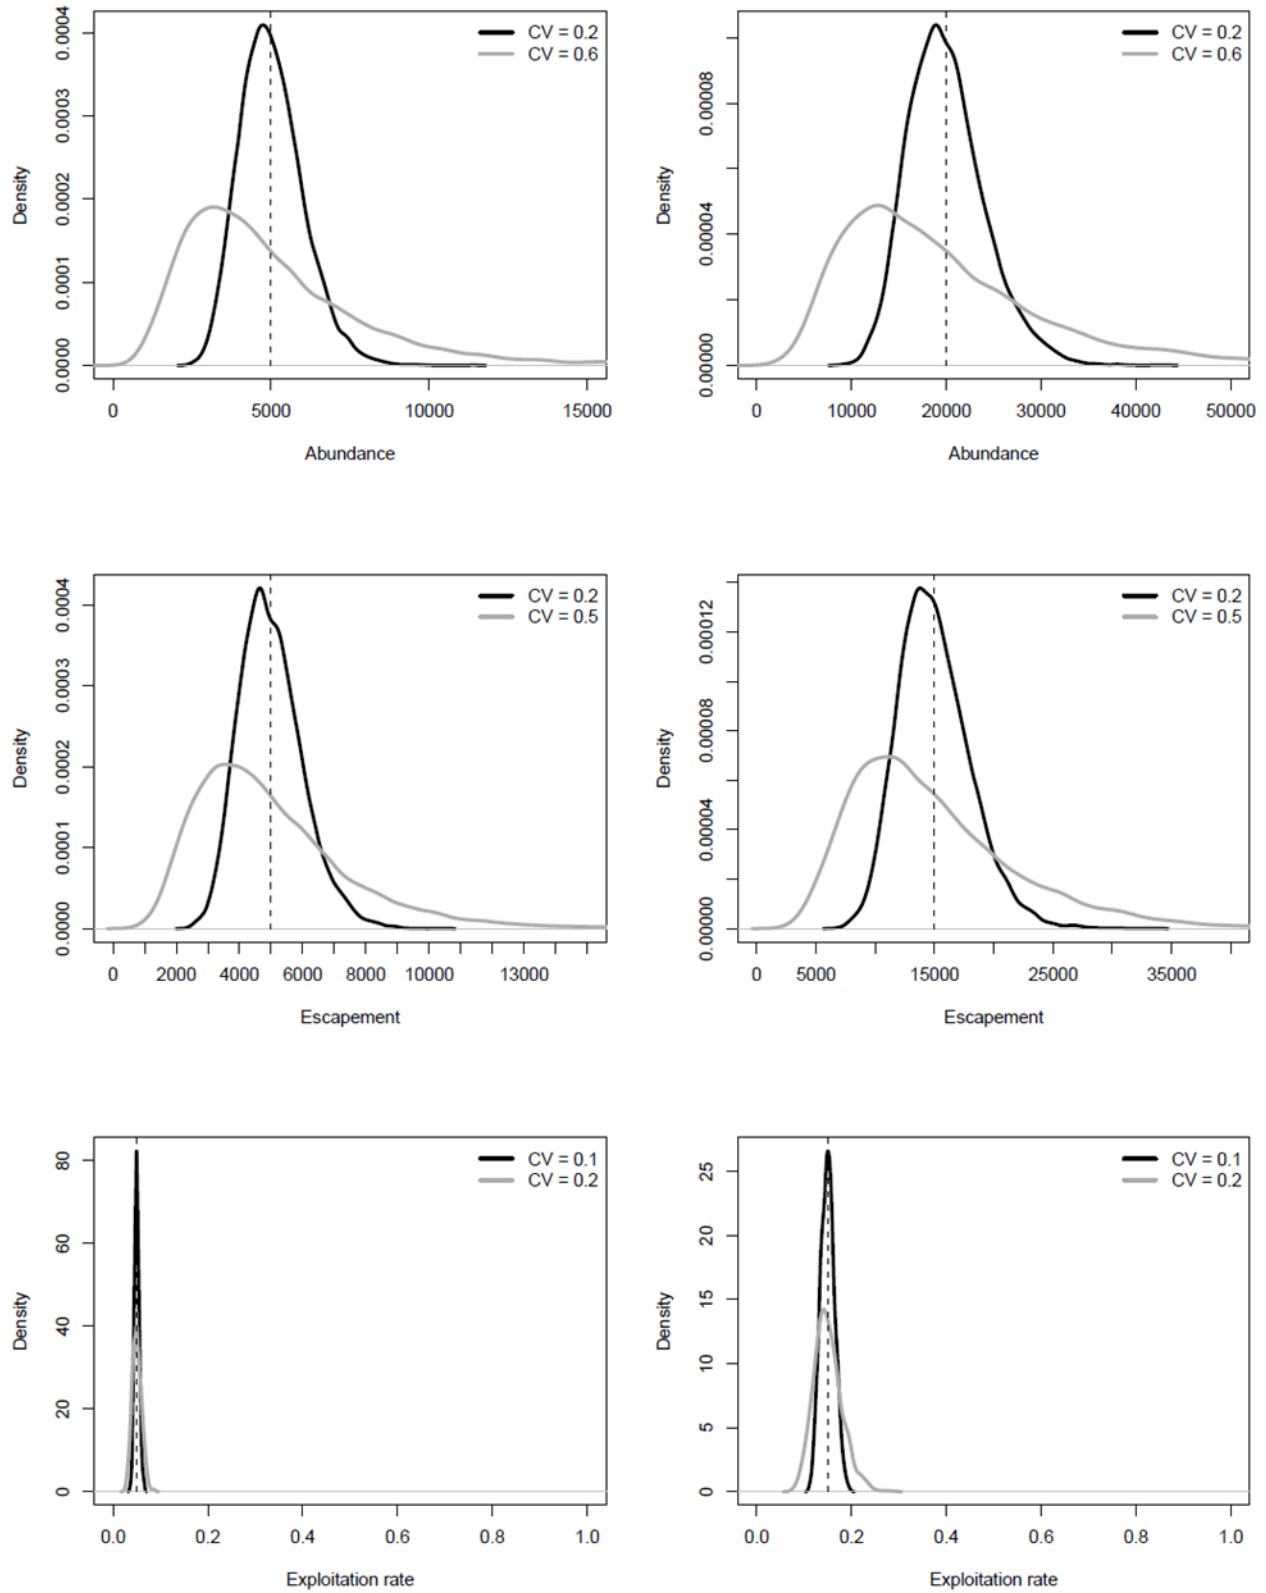 CV = 0.2
CV = 0.6
Density
0.0000
0.0001
0.0002
0.0003
0.0004
0
5000
10000
15000
Abundance
CV = 0.2
CV = 0.6
Density
0.00000
0.00004
0.00008
0
10000
20000
30000
40000
50000
Abundance
CV = 0.2
CV = 0.5
Density
0.0000
0.0001
0.0002
0.0003
0.0004
0
2000
4000
6000
8000
10000
13000
Escapement
CV = 0.2
CV = 0.5
Density
0.00000
0.00004
0.00008
0.00012
0
5000
15000
25000
35000
Escapement
CV = 0.1
CV = 0.2
Density
0
20
40
60
80
0.0
0.2
0.4
0.6
0.8
1.0
Exploitation rate
CV = 0.1
CV = 0.2
Density
0
5
10
15
20
25
0.0
0.2
0.4
0.6
0.8
1.0
Exploitation rate